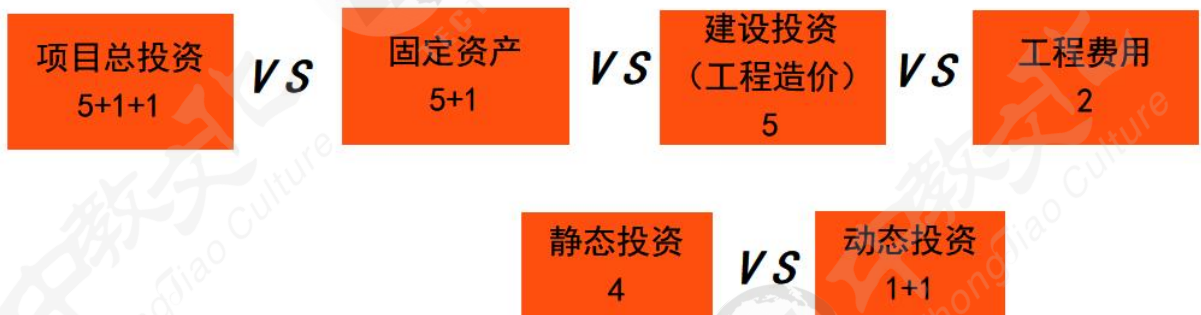 项目总投资
5+1+1
VS
固定资产
5+1
VS
建设投资
（工程造价）
5
VS
工程费用
2
静态投资
4
VS
动态投资
1+1